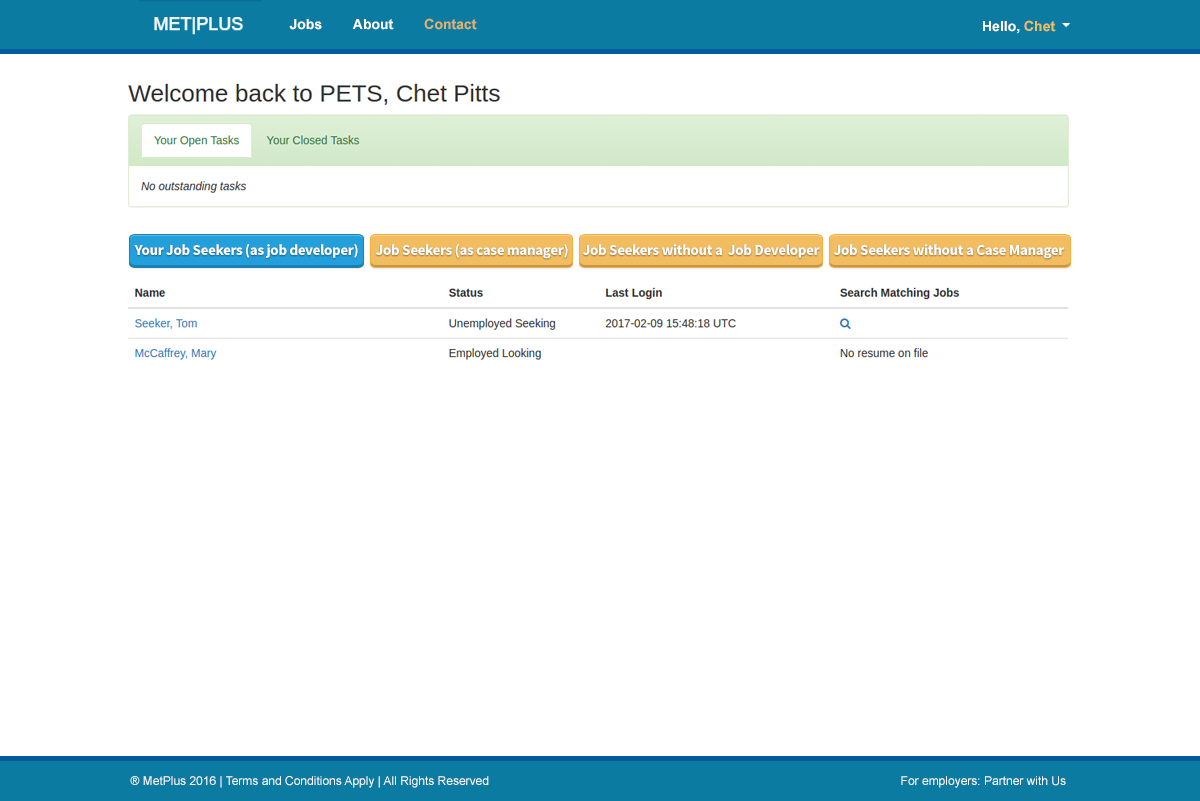 MET|PLUS Jobs About Contact Hello, Chet
Welcome back to PETS, Chet Pitts
Your Open Tasks Your Closed Tasks
No outstanding tasks
Your Job Seekers (as job developer) Job Seekers (as case manager) Job Seekers without a Job Developer Job Seekers without a Case Manager
Name Status Last Login Search Matching Jobs
Seeker, Tom Unemployed Seeking 2017-02-09 15:48:18 UTC
McCaffrey, Mary Employed Looking No resume on file
® MetPlus 2016 | Terms and Conditions Apply | All Rights Reserved For employers: Partner with Us